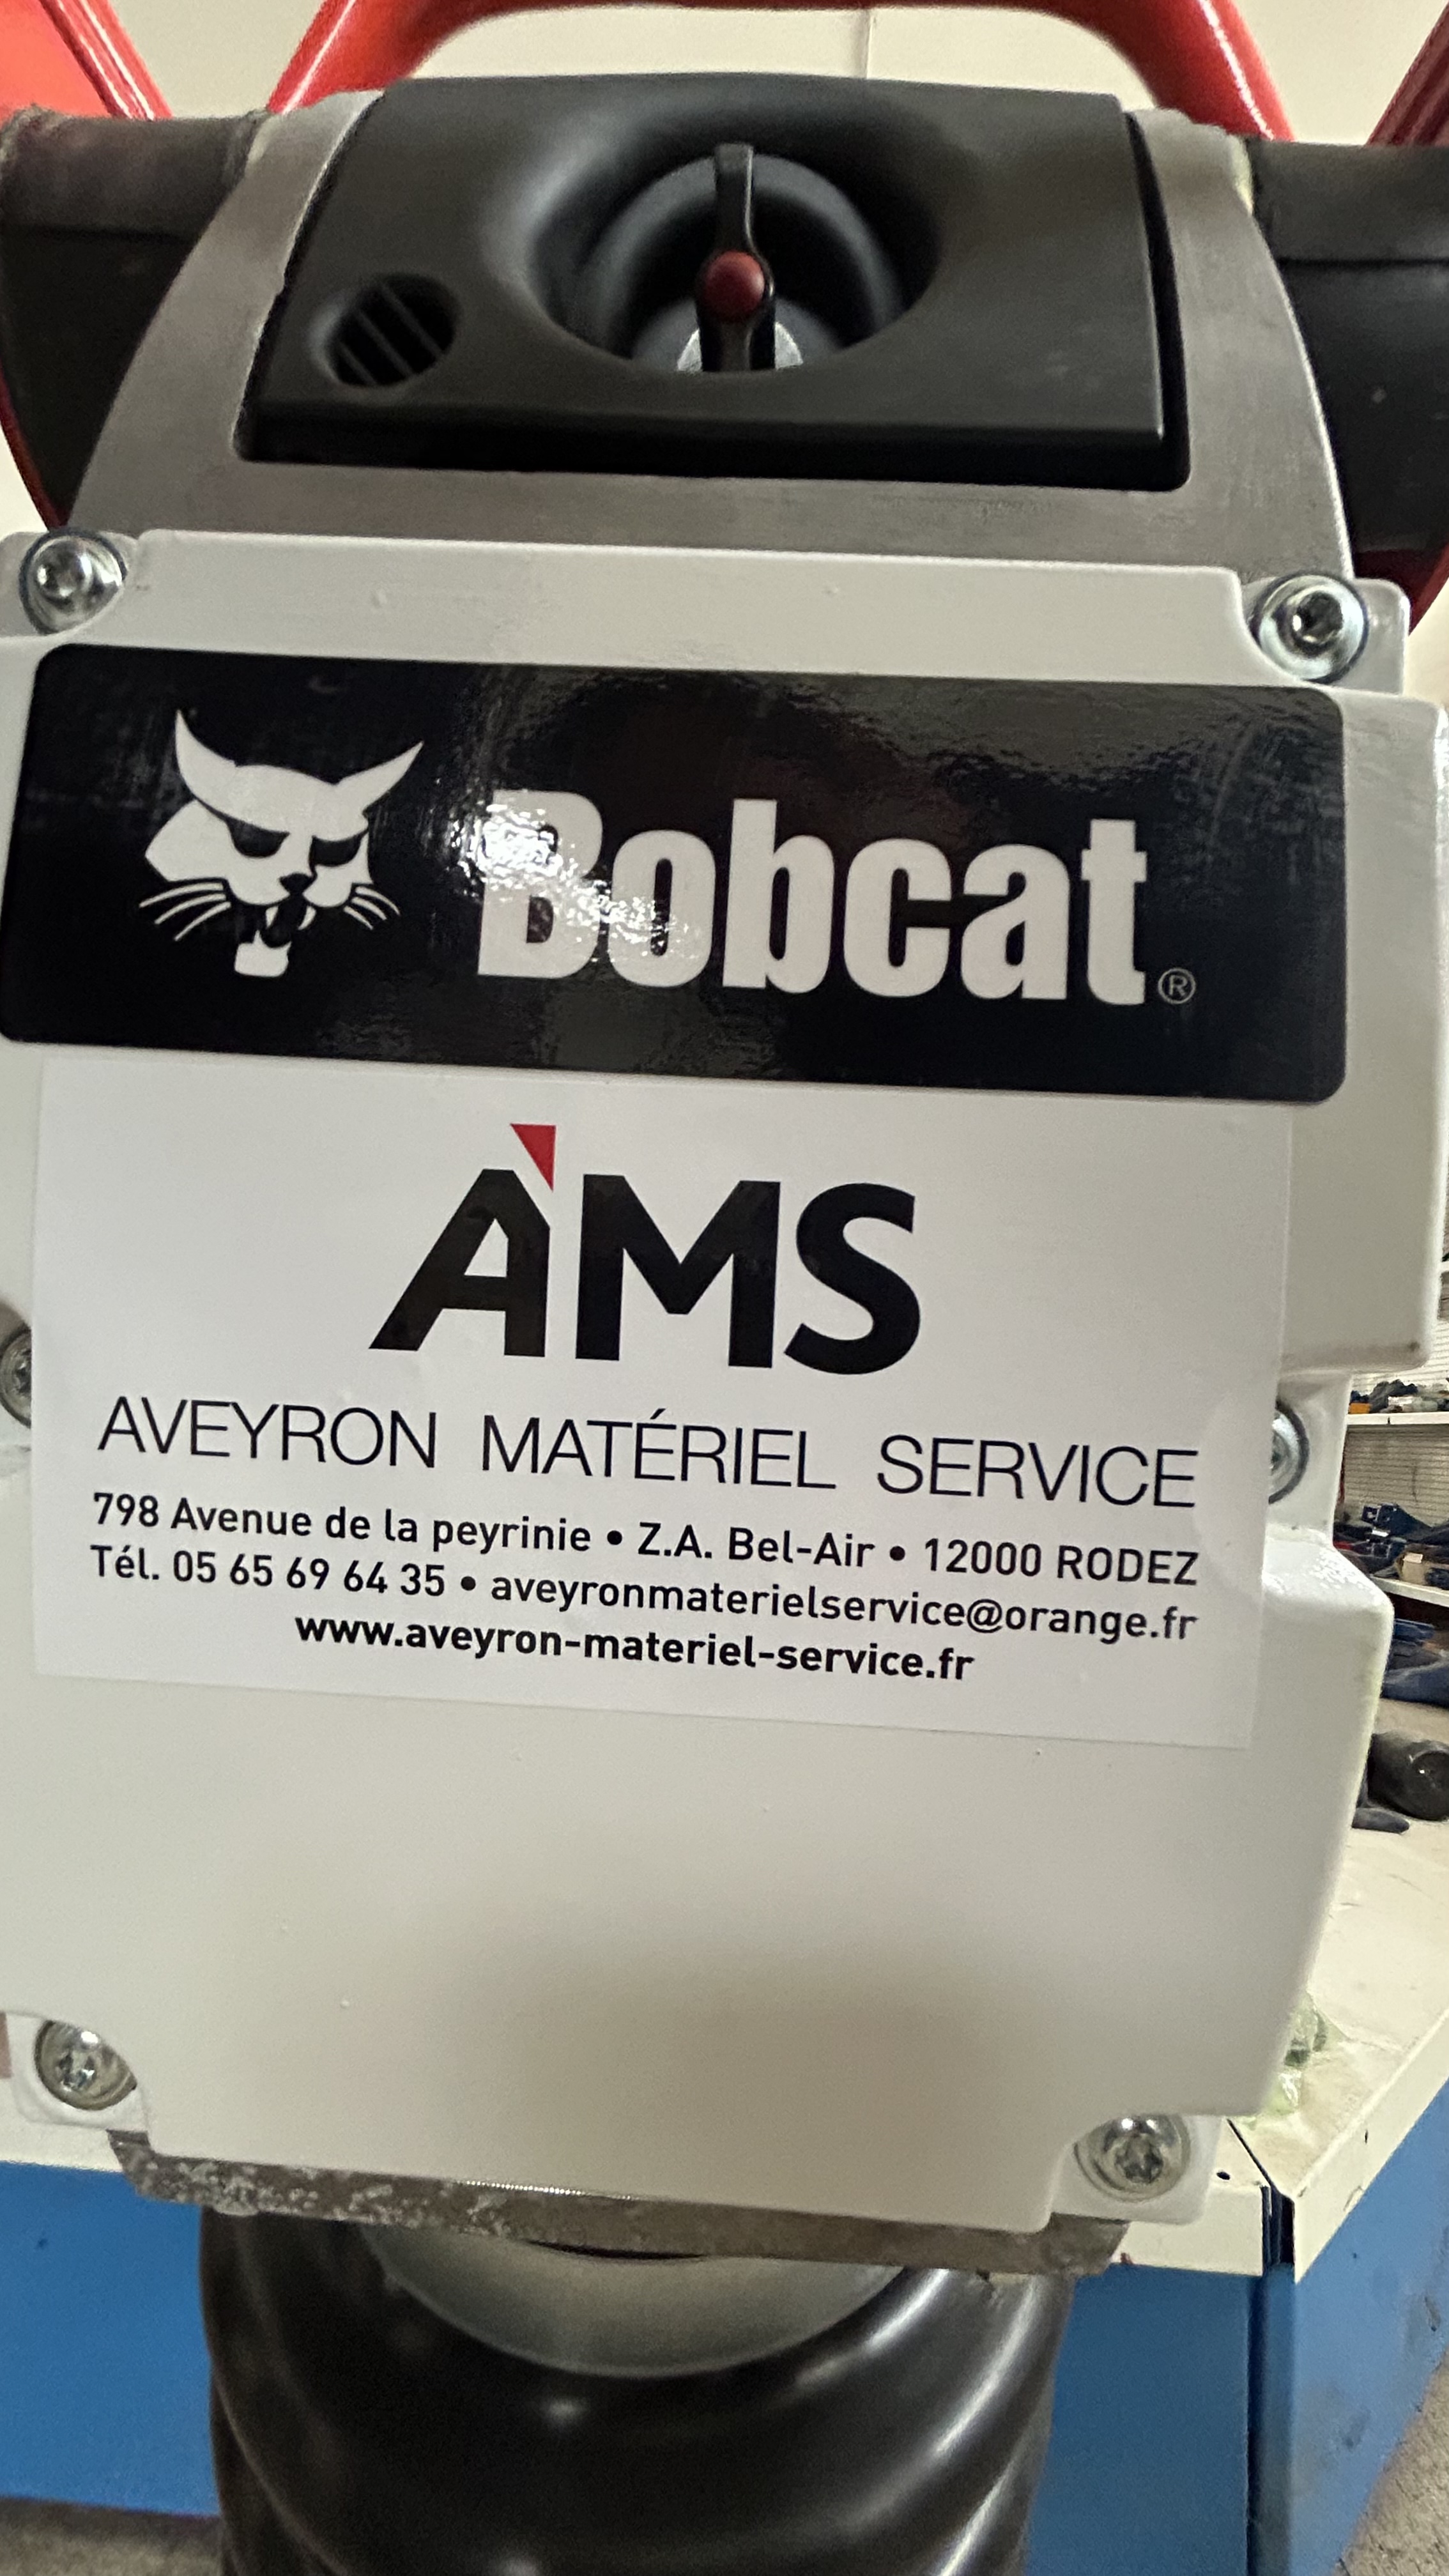 Bobcat®
AMS
AVEYRON MATÉRIEL SERVICE
798 Avenue de la peyrinie • Z.A. Bel-Air • 12000 RODEZ
Tél. 05 65 69 64 35 • aveyronmaterielservice@orange.fr
www.aveyron-materiel-service.fr